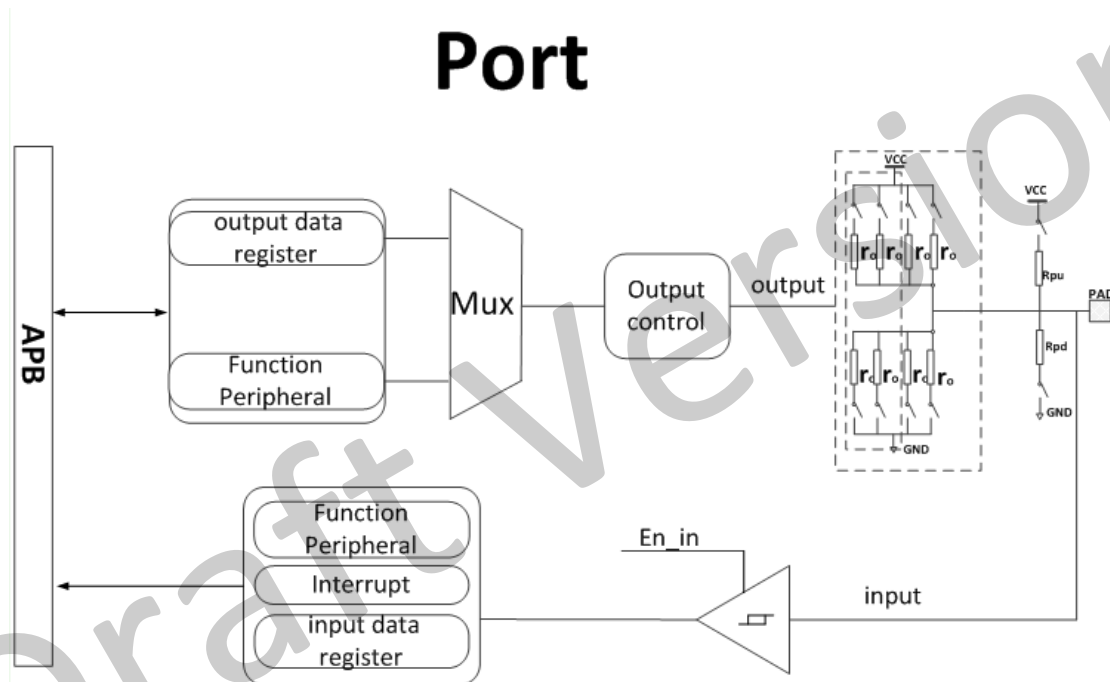 Port
APB
output data
register
Function
Peripheral
Mux
Output
control
output
VCC
ro ro ro ro
ro ro ro ro
GND
VCC
Rpu
PAD
Rpd
GND
Function
Peripheral
Interrupt
input data
register
En_in
input
Draft Version